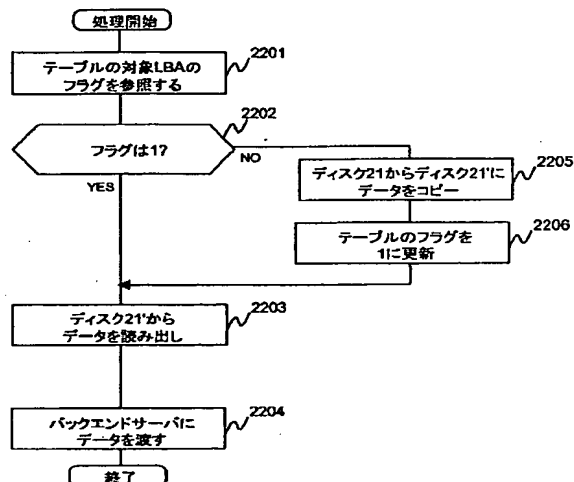 処理開始
テーブルの対象LBAの
フラグを参照する
2201
2202
フラグは1?
NO
YES
ディスク21からディスク21'に
データをコピー
2205
テーブルのフラグを
1に更新
2206
ディスク21'から
データを読み出し
2203
バックエンドサーバに
データを渡す
2204
終了